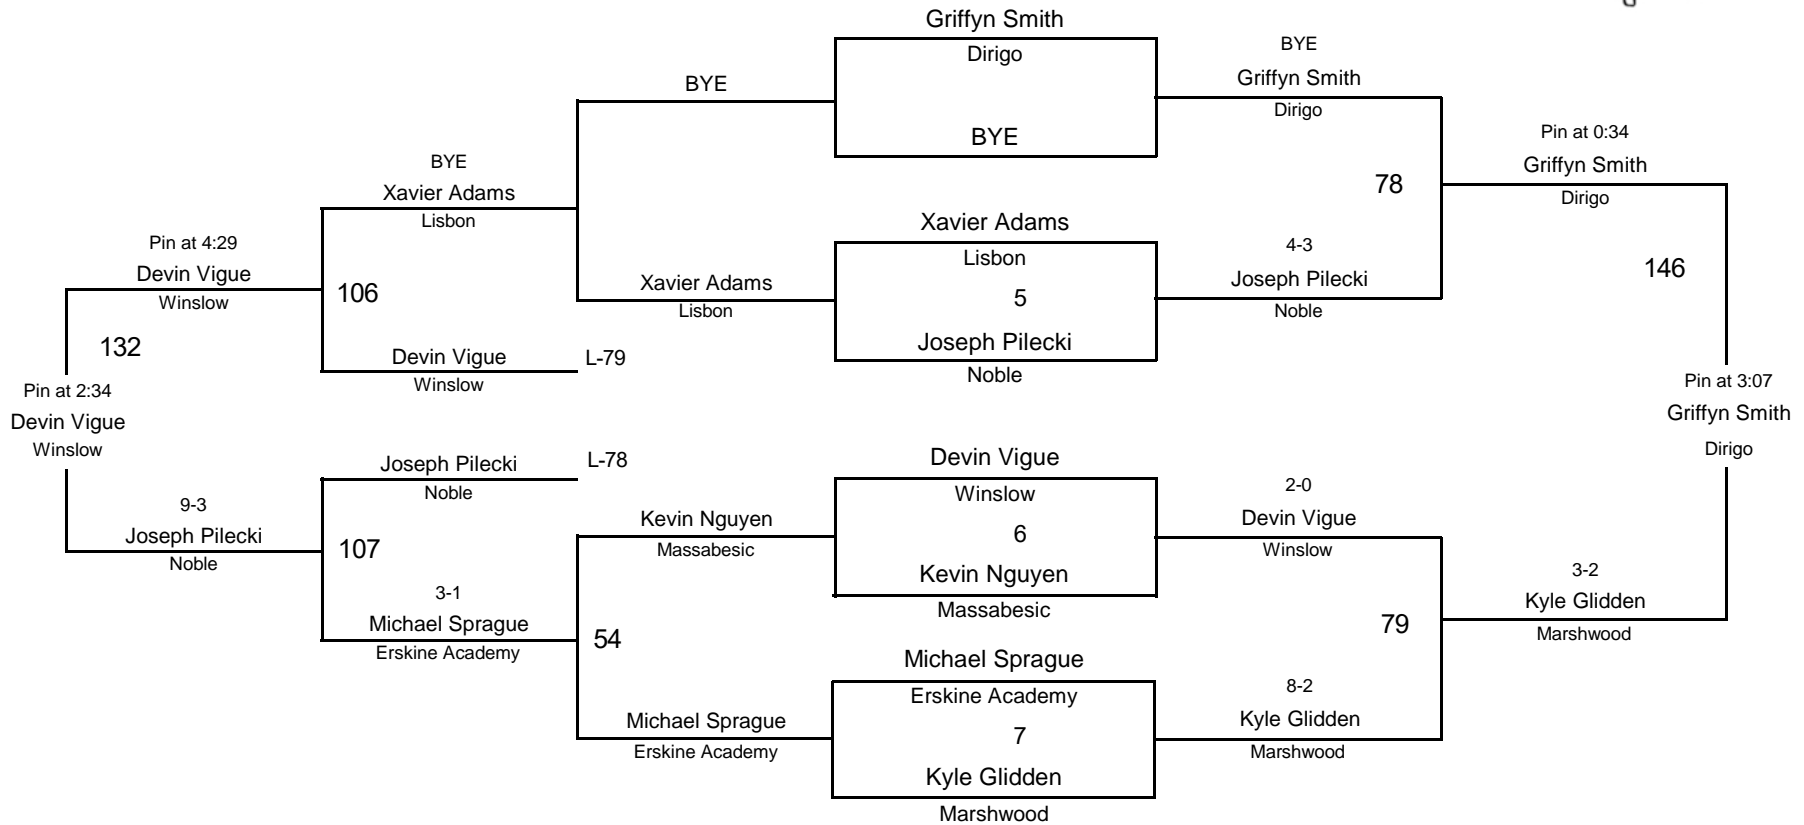 Griffyn Smith
Dirigo
BYE
BYE
Griffyn Smith
Dirigo
BYE
Pin at 0:34
Griffyn Smith
Dirigo
BYE
Xavier Adams
Lisbon
78
Xavier Adams
Lisbon
5
Joseph Pilecki
Noble
4-3
Joseph Pilecki
Noble
146
Pin at 4:29
Devin Vigue
Winslow
106
Xavier Adams
Lisbon
132
Devin Vigue
Winslow
L-79
Pin at 2:34
Devin Vigue
Winslow
Pin at 3:07
Griffyn Smith
Dirigo
Joseph Pilecki
Noble
L-78
Devin Vigue
Winslow
6
Kevin Nguyen
Massabesic
2-0
Devin Vigue
Winslow
9-3
Joseph Pilecki
Noble
107
Kevin Nguyen
Massabesic
3-2
Kyle Glidden
Marshwood
3-1
Michael Sprague
Erskine Academy
54
79
Michael Sprague
Erskine Academy
7
Kyle Glidden
Marshwood
8-2
Kyle Glidden
Marshwood
Michael Sprague
Erskine Academy